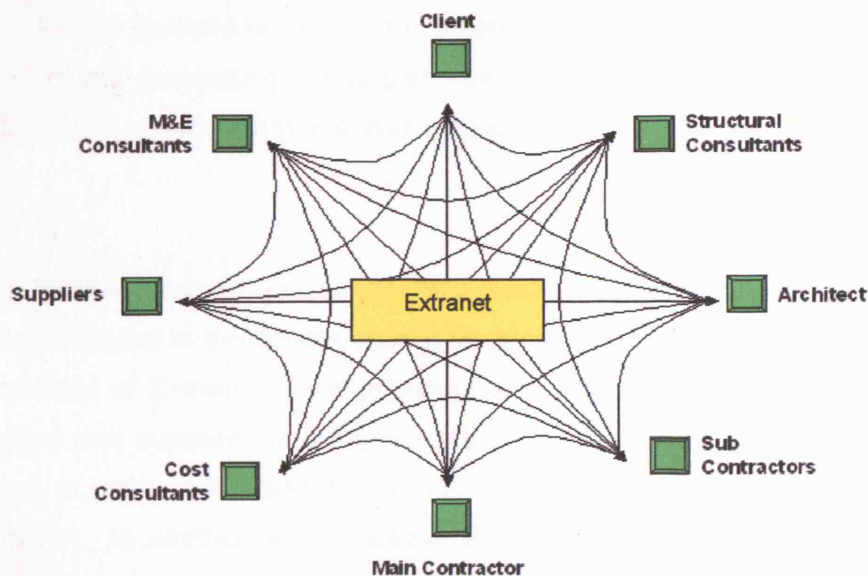 Client
M&E
Consultants
Structural
Consultants
Suppliers
Extranet
Architect
Cost
Consultants
Sub
Contractors
Main Contractor